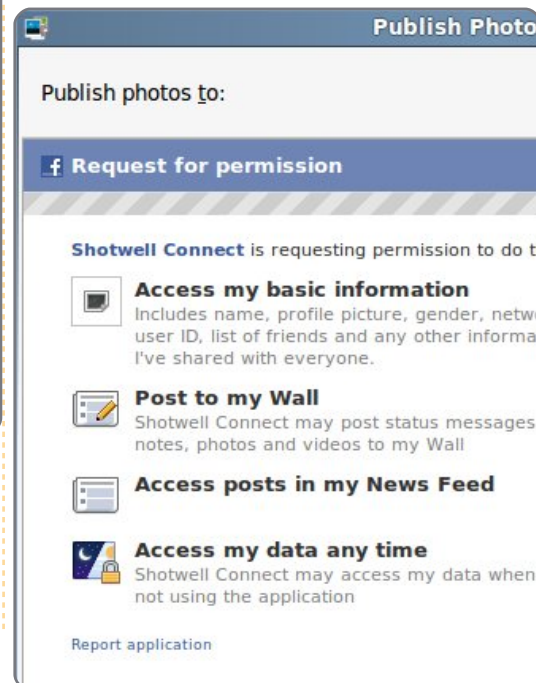 Publish Photo
Publish photos to:
f Request for permission
Shotwell Connect is requesting permission to do t
Access my basic information
Includes name, profile picture, gender, netw
user ID, list of friends and any other informa
I've shared with everyone.
Post to my Wall
Shotwell Connect may post status messages
notes, photos and videos to my Wall
Access posts in my News Feed
Access my data any time
Shotwell Connect may access my data when
not using the application
Report application